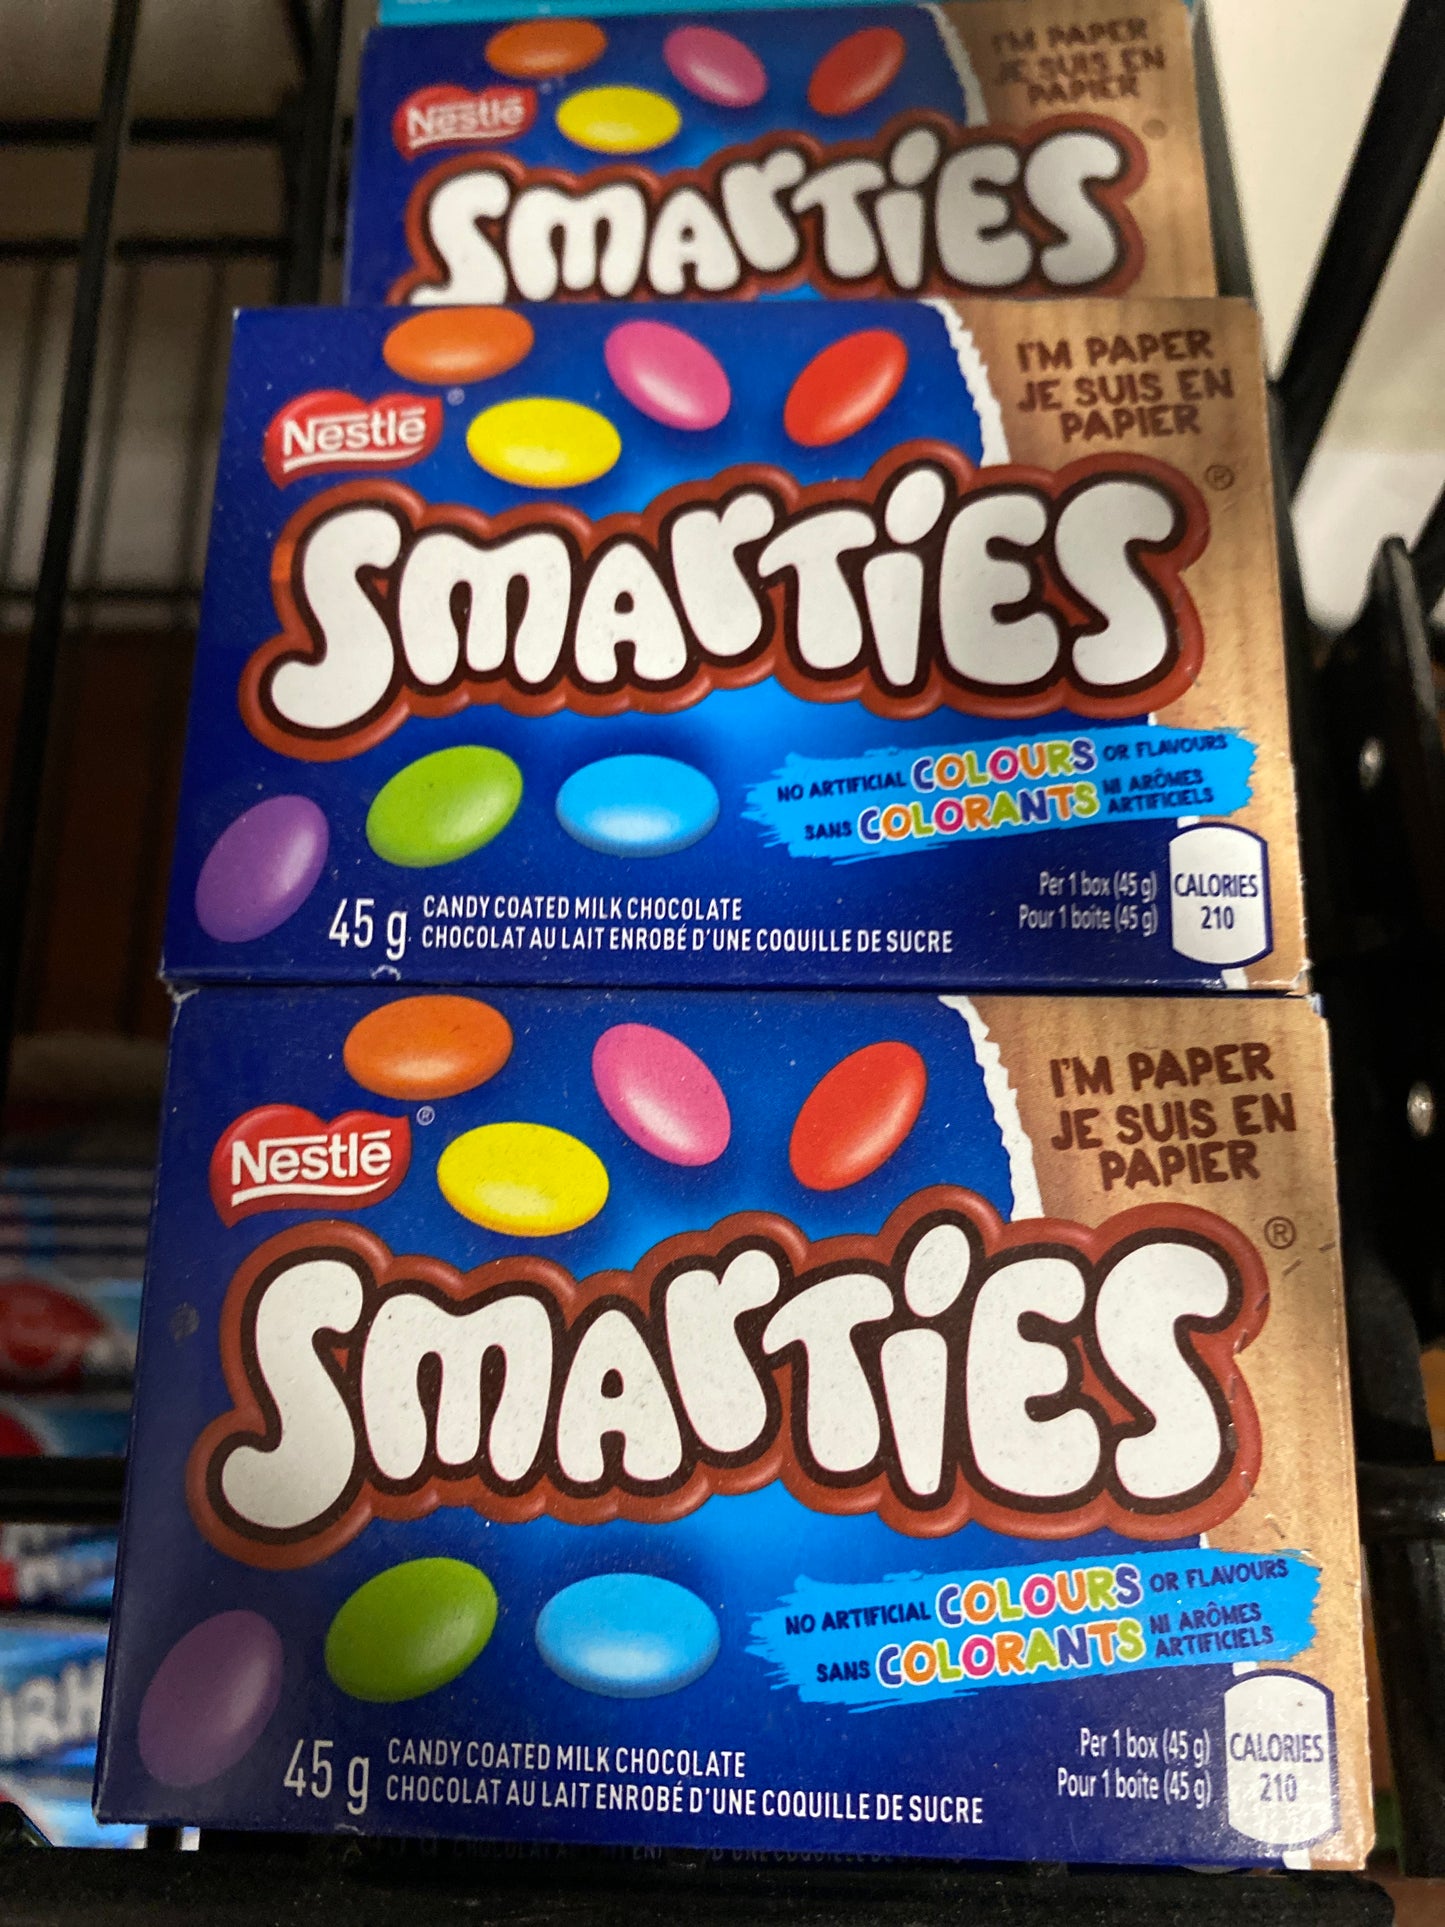 I'M PAPER
JE SUIS EN
PAPIER
Nestlé
SMARTIES
I'M PAPER
JE SUIS EN
PAPIER
Nestlé®
SMARTIES®
NO ARTIFICIAL COLOURS OR FLAVOURS
SANS COLORANTS NI ARÔMES ARTIFICIELS
45 g
CANDY COATED MILK CHOCOLATE
CHOCOLAT AU LAIT ENROBÉ D'UNE COQUILLE DE SUCRE
Per 1 box (45 g)
Pour 1 boîte (45 g)
CALORIES
210
I'M PAPER
JE SUIS EN
PAPIER
Nestlé®
SMARTIES®
NO ARTIFICIAL COLOURS OR FLAVOURS
SANS COLORANTS NI ARÔMES ARTIFICIELS
45 g
CANDY COATED MILK CHOCOLATE
CHOCOLAT AU LAIT ENROBÉ D'UNE COQUILLE DE SUCRE
Per 1 box (45 g)
Pour 1 boîte (45 g)
CALORIES
210